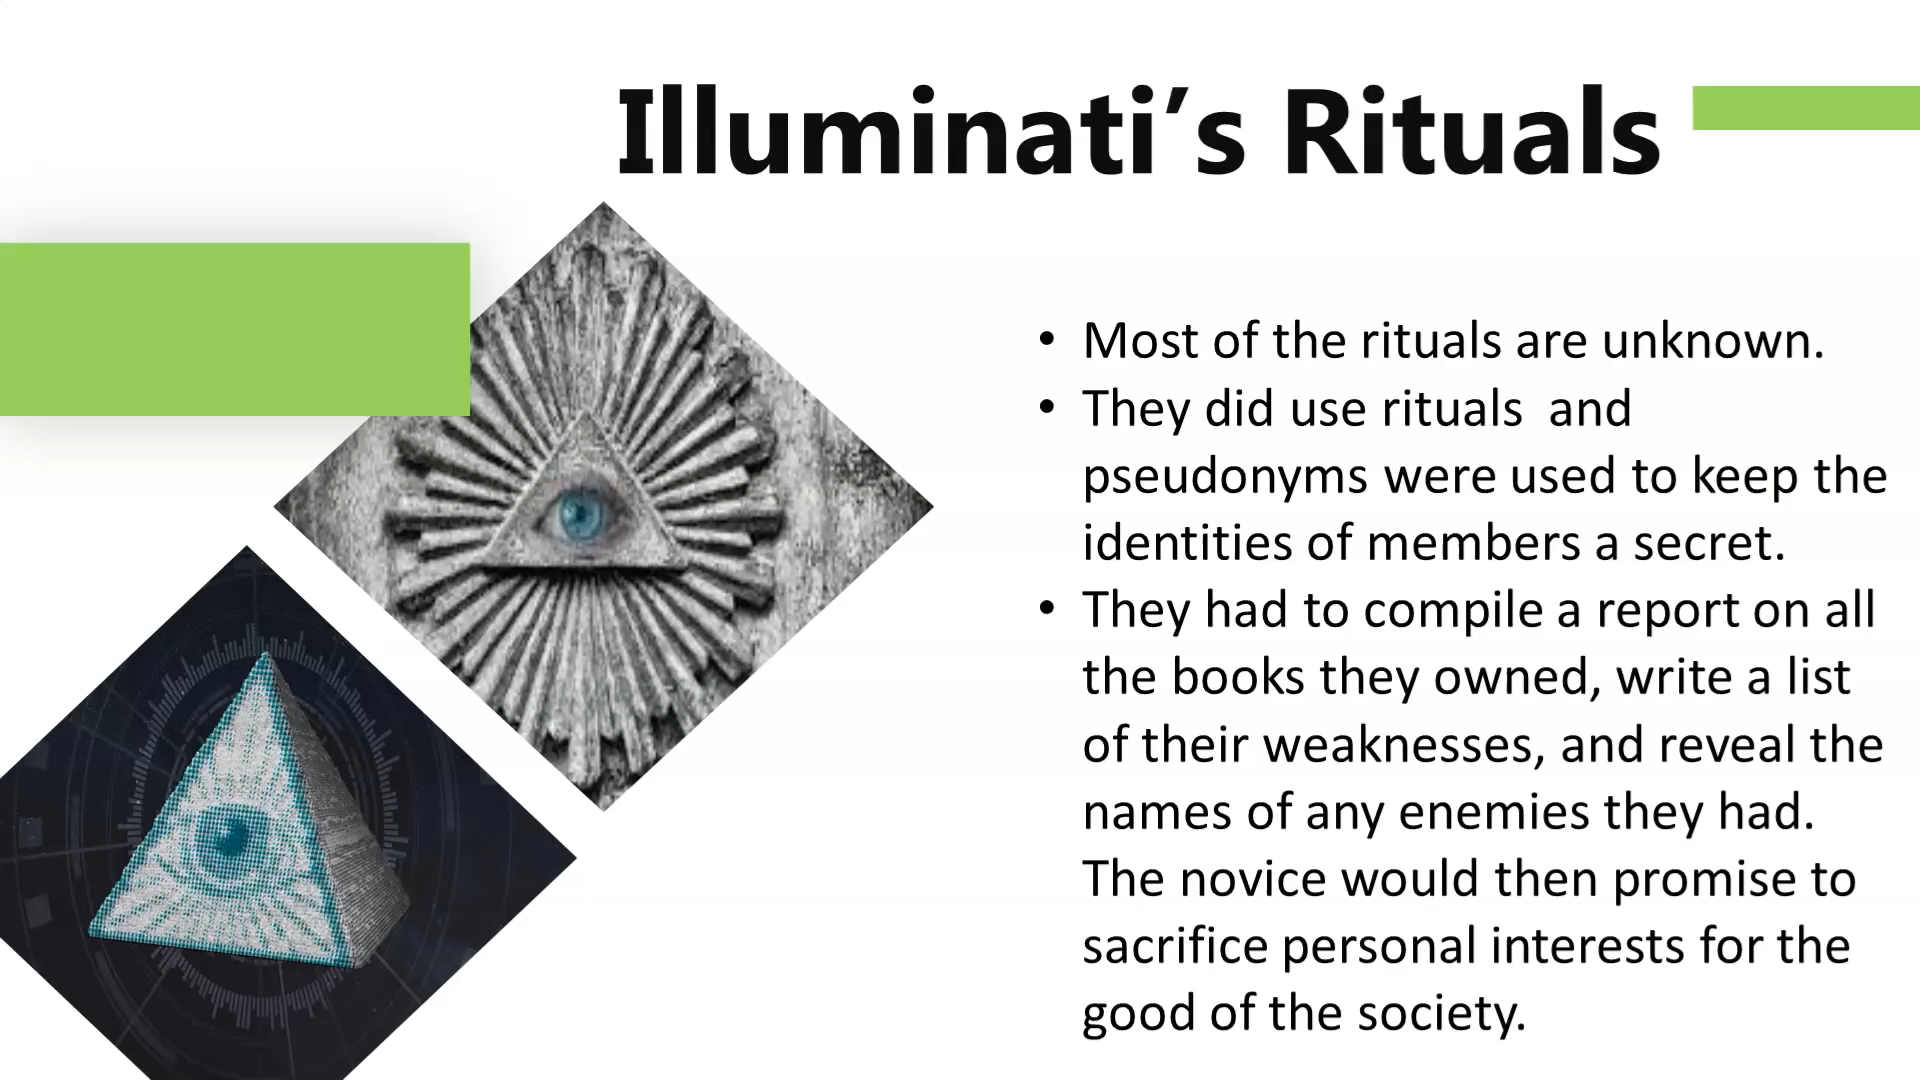 Illuminati’s Rituals
• Most of the rituals are unknown.
• They did use rituals  and
pseudonyms were used to keep the
identities of members a secret.
• They had to compile a report on all
the books they owned, write a list
of their weaknesses, and reveal the
names of any enemies they had.
The novice would then promise to
sacrifice personal interests for the
good of the society.